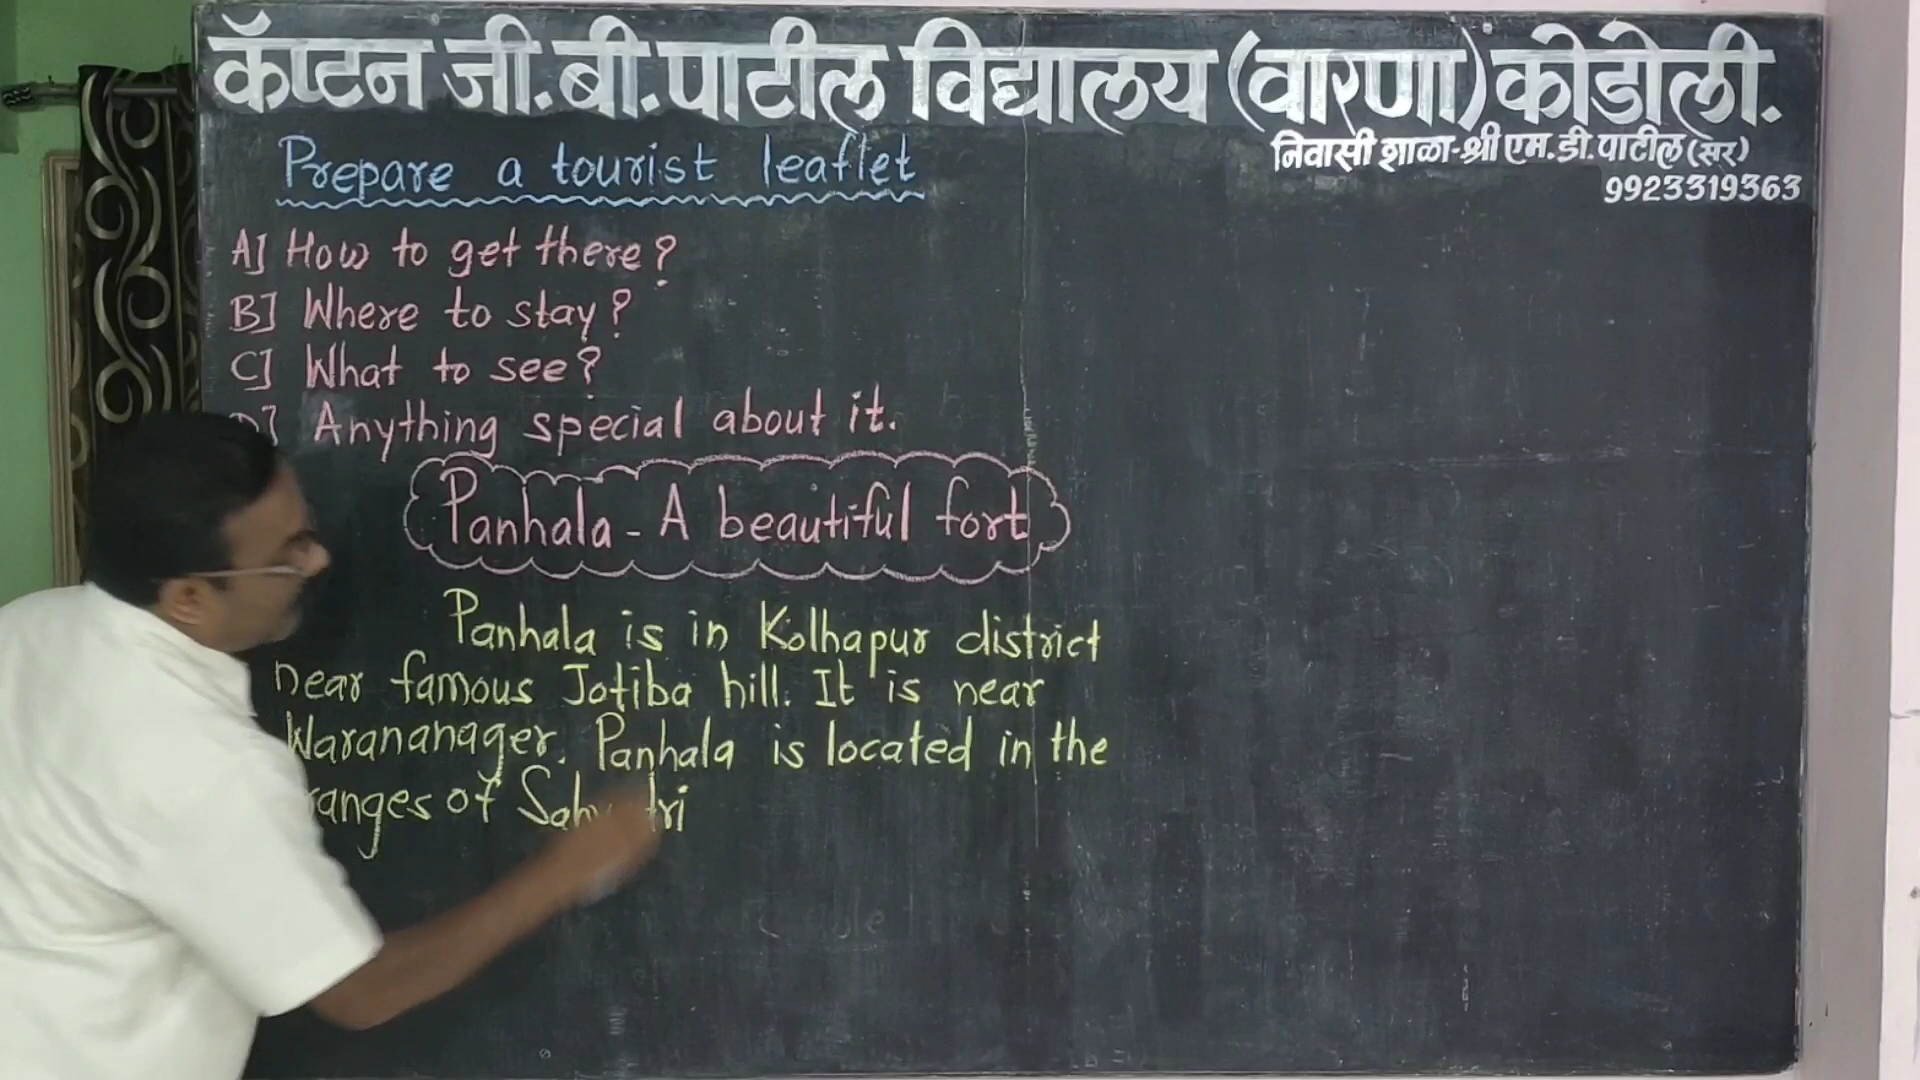 कॅप्टन जी.बी.पाटील विद्यालय (वारणा) कोडोली.
निवासी शाळा-श्री एम.डी.पाटील (सर)
9923319363
Prepare a tourist leaflet
A] How to get there?
B] Where to stay?
C] What to see?
D] Anything special about it.
Panhala - A beautiful fort
Panhala is in Kolhapur district
near famous Jotiba hill. It is near
Warananager. Panhala is located in the
ranges of